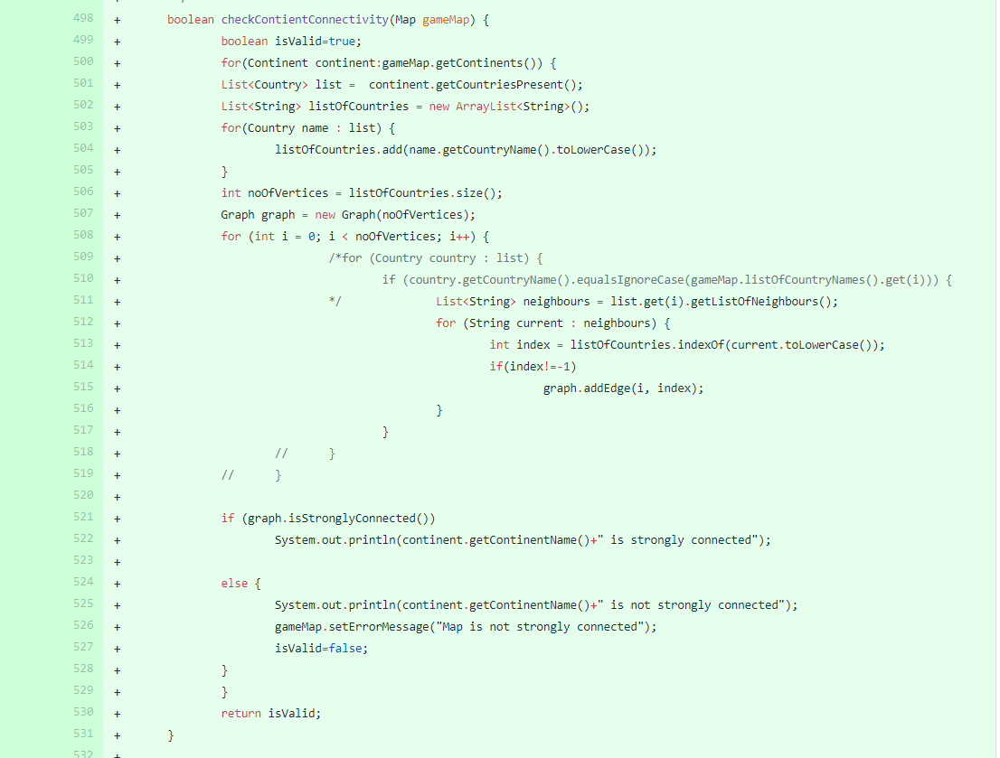 498 + boolean checkContientConnectivity(Map gameMap) {
499 + boolean isValid=true;
500 + for(Continent continent:gameMap.getContinents()) {
501 + List<Country> list =  continent.getCountriesPresent();
502 + List<String> listOfCountries = new ArrayList<String>();
503 + for(Country name : list) {
504 + listOfCountries.add(name.getCountryName().toLowerCase());
505 + }
506 + int noOfVertices = listOfCountries.size();
507 + Graph graph = new Graph(noOfVertices);
508 + for (int i = 0; i < noOfVertices; i++) {
509 + /*for (Country country : list) {
510 + if (country.getCountryName().equalsIgnoreCase(gameMap.listOfCountryNames().get(i))) {
511 + */ List<String> neighbours = list.get(i).getListOfNeighbours();
512 + for (String current : neighbours) {
513 + int index = listOfCountries.indexOf(current.toLowerCase());
514 + if(index!=-1)
515 + graph.addEdge(i, index);
516 + }
517 + }
518 + // }
519 + // }
520 +
521 + if (graph.isStronglyConnected())
522 + System.out.println(continent.getContinentName()+" is strongly connected");
523 +
524 + else {
525 + System.out.println(continent.getContinentName()+" is not strongly connected");
526 + gameMap.setErrorMessage("Map is not strongly connected");
527 + isValid=false;
528 + }
529 + }
530 + return isValid;
531 + }
532 +